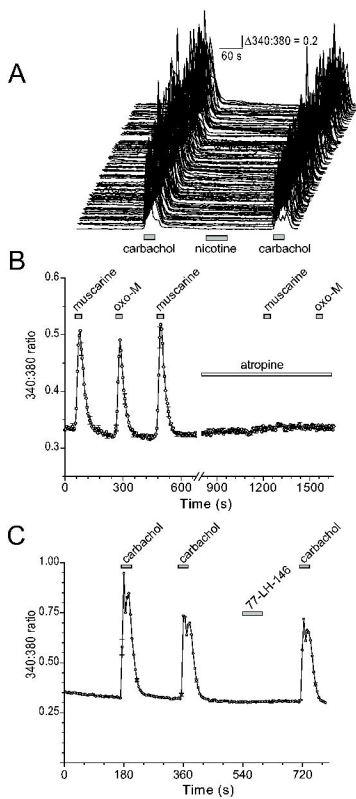 A
Δ340:380 = 0.2
60 s
carbachol nicotine carbachol
B
muscarine oxo-M muscarine muscarine oxo-M
atropine
340:380 ratio
0.6
0.5
0.4
0.3
0 300 600 900 1200 1500
Time (s)
C
carbachol carbachol 77-LH-146 carbachol
340:380 ratio
1.00
0.75
0.50
0.25
0 180 360 540 720
Time (s)